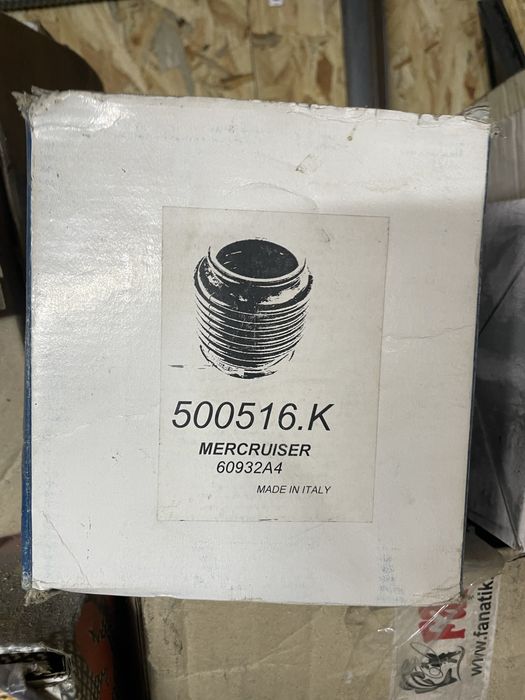 500516.K
MERCRUISER
60932A4
MADE IN ITALY
www.fanatik